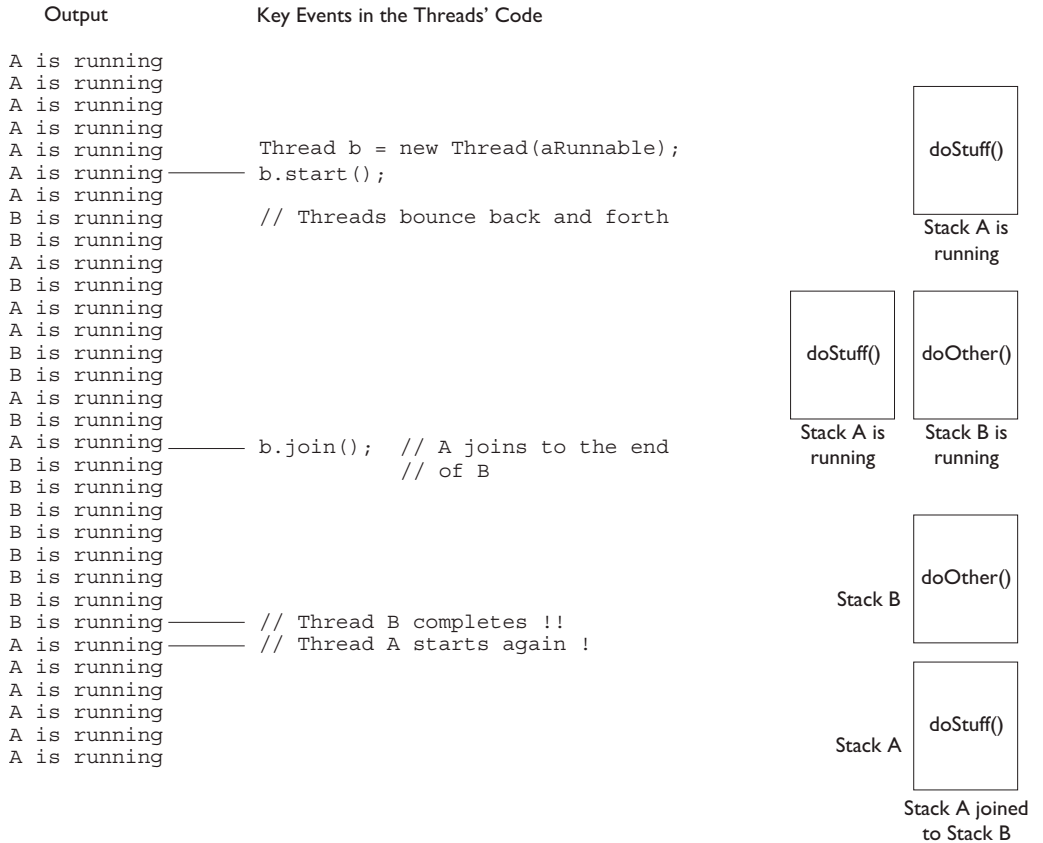 Output Key Events in the Threads' Code
A is running
A is running
A is running
A is running
A is running Thread b = new Thread(aRunnable);
A is running b.start();
A is running
B is running // Threads bounce back and forth
B is running
A is running
B is running
A is running
A is running
B is running
B is running
A is running
B is running
A is running b.join(); // A joins to the end
B is running // of B
B is running
B is running
B is running
B is running
B is running
B is running
B is running // Thread B completes !!
A is running // Thread A starts again !
A is running
A is running
A is running
A is running
A is running
doStuff()
Stack A is
running
doStuff() doOther()
Stack A is Stack B is
running running
doOther()
Stack B
doStuff()
Stack A
Stack A joined
to Stack B